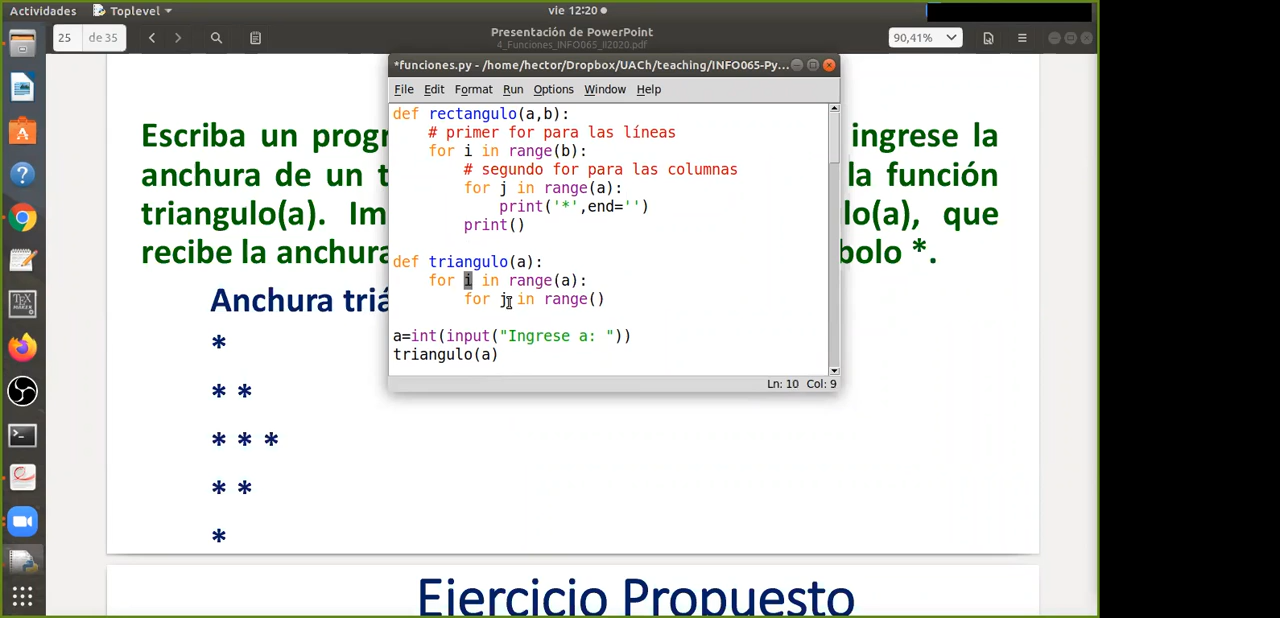 Actividades
Toplevel
vie 12:20
25 de 35
Presentación de PowerPoint
4_Funciones_INFO065_II2020.pdf
90,41%
Escriba un progr ingrese la
anchura de un t la función
triangulo(a). Im lo(a), que
recibe la anchura bolo *.
Anchura triá
*
* *
* * *
* *
*
Ejercicio Propuesto
*funciones.py - /home/hector/Dropbox/UACh/teaching/INFO065-Py...
File Edit Format Run Options Window Help
def rectangulo(a,b):
# primer for para las líneas
for i in range(b):
# segundo for para las columnas
for j in range(a):
print('*',end='')
print()
def triangulo(a):
for i in range(a):
for j in range()
a=int(input("Ingrese a: "))
triangulo(a)
Ln: 10 Col: 9